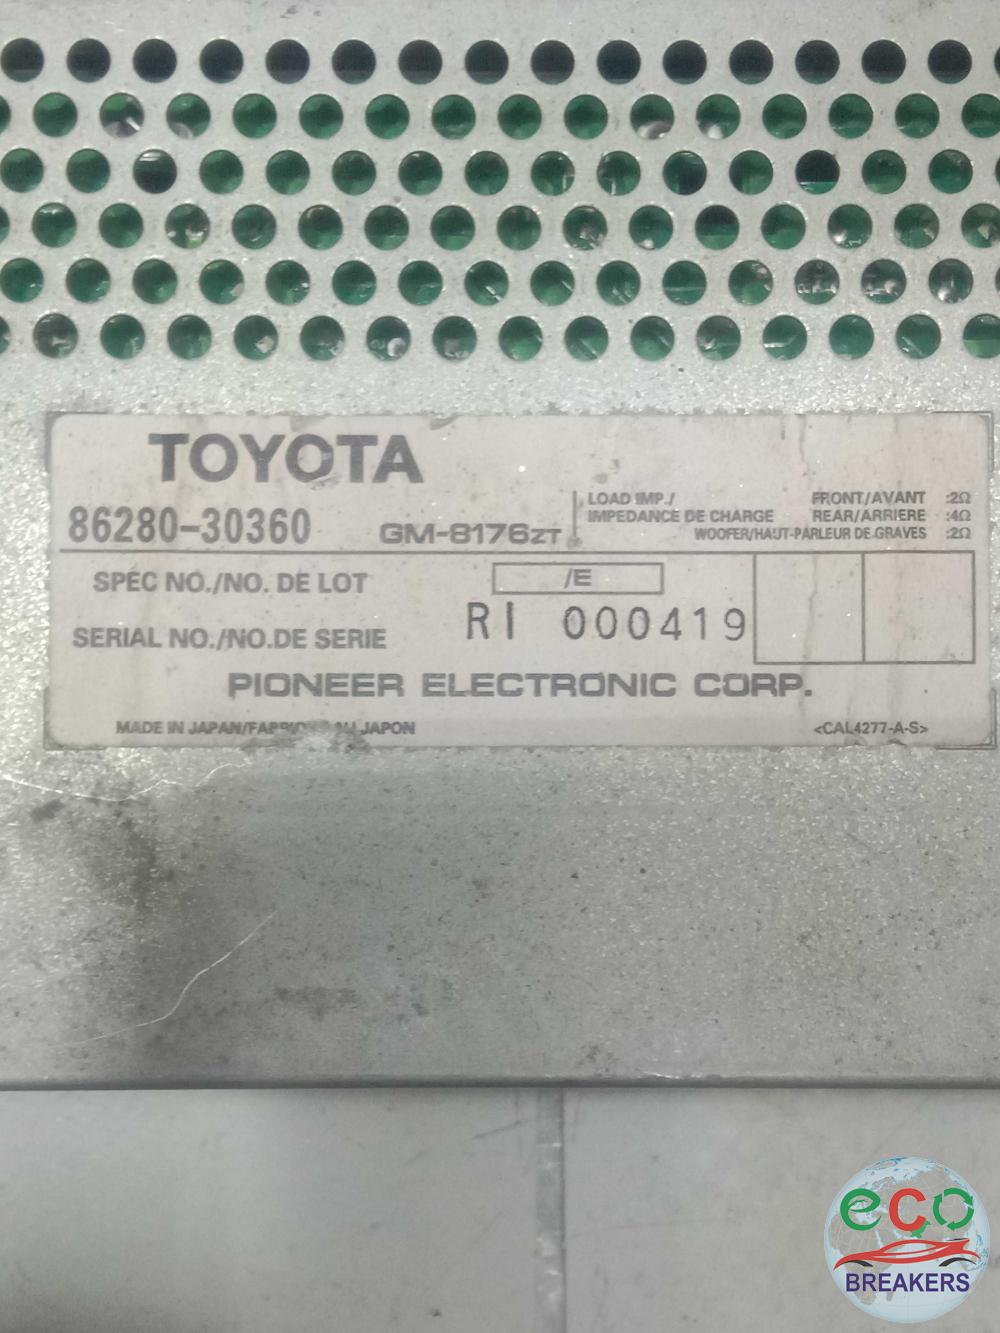 TOYOTA
86280-30360 GM-8176ZT
LOAD IMP./ FRONT/AVANT :2Ω
IMPEDANCE DE CHARGE REAR/ARRIERE :4Ω
WOOFER/HAUT-PARLEUR DE GRAVES :2Ω
SPEC NO./NO. DE LOT /E
SERIAL NO./NO.DE SERIE RI 000419
PIONEER ELECTRONIC CORP.
MADE IN JAPAN/ JAPON <CAL4277-A-S>
eco
BREAKERS